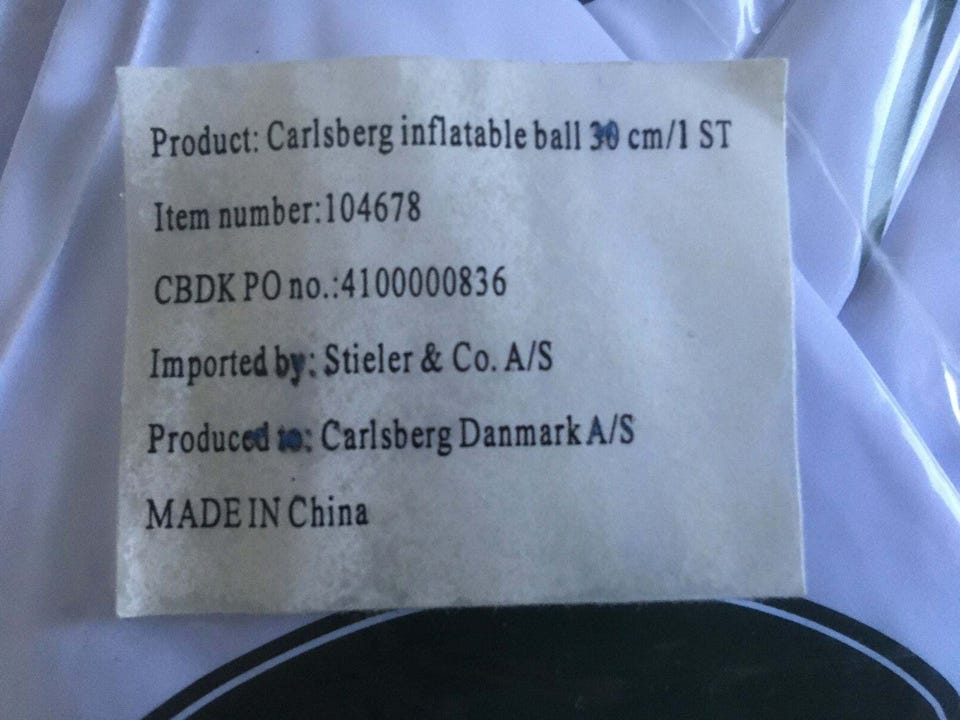 Product: Carlsberg inflatable ball 30 cm/1 ST
Item number:104678
CBDK PO no.:4100000836
Imported by: Stieler & Co. A/S
Produced to: Carlsberg Danmark A/S
MADE IN China